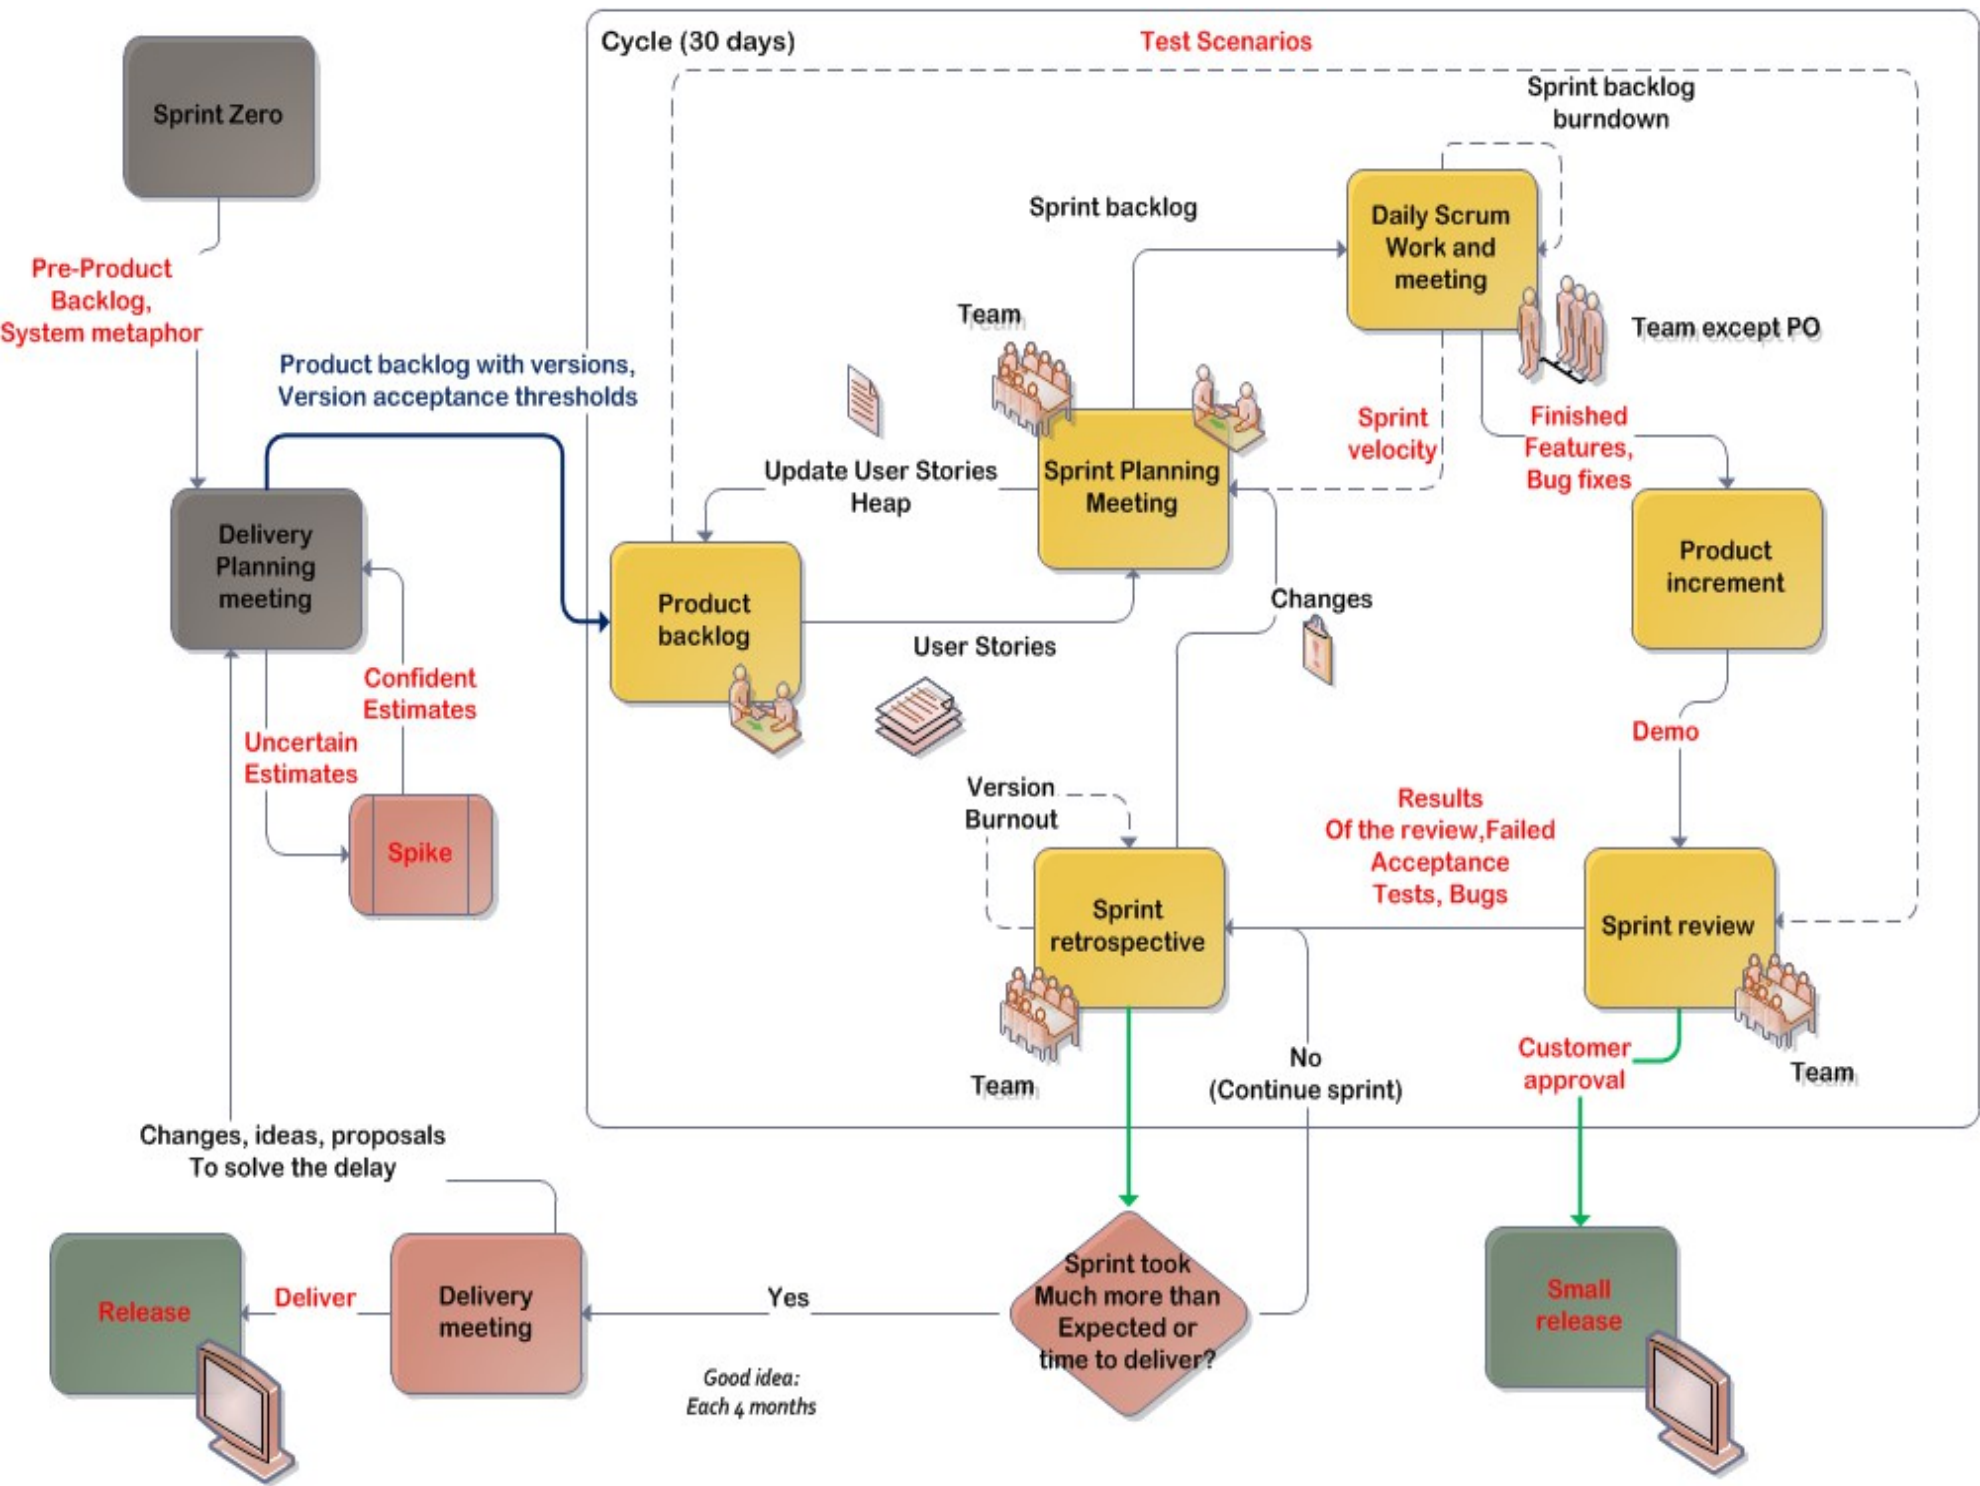 Cycle (30 days)
Test Scenarios
Sprint Zero
Sprint backlog
burndown
Sprint backlog
Daily Scrum
Work and
meeting
Pre-Product
Backlog,
System metaphor
Team
Team except PO
Product backlog with versions,
Version acceptance thresholds
Sprint
velocity
Finished
Features,
Bug fixes
Update User Stories
Heap
Sprint Planning
Meeting
Delivery
Planning
meeting
Product
increment
Product
backlog
User Stories
Changes
Confident
Estimates
Uncertain
Estimates
Demo
Spike
Version
Burnout
Results
Of the review,Failed
Acceptance
Tests, Bugs
Sprint
retrospective
Sprint review
Team
No
(Continue sprint)
Customer
approval
Team
Changes, ideas, proposals
To solve the delay
Release
Deliver
Delivery
meeting
Yes
Sprint took
Much more than
Expected or
time to deliver?
Small
release
Good idea:
Each 4 months